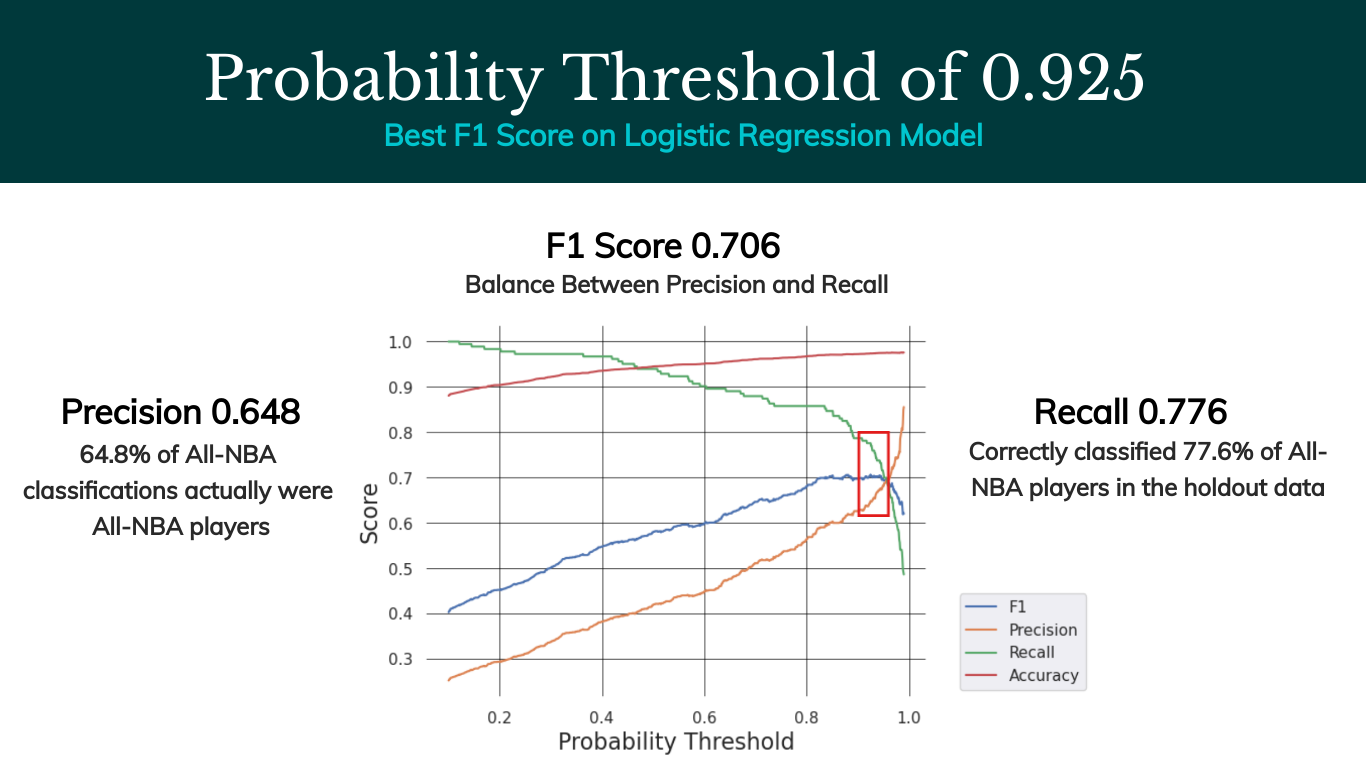 Probability Threshold of 0.925
Best F1 Score on Logistic Regression Model
F1 Score 0.706
Balance Between Precision and Recall
Precision 0.648
64.8% of All-NBA
classifications actually were
All-NBA players
1.0
0.9
0.8
0.7
0.6
0.5
0.4
0.3
Score
0.2
0.4
0.6
0.8
1.0
Probability Threshold
Recall 0.776
Correctly classified 77.6% of All-
NBA players in the holdout data
F1
Precision
Recall
Accuracy